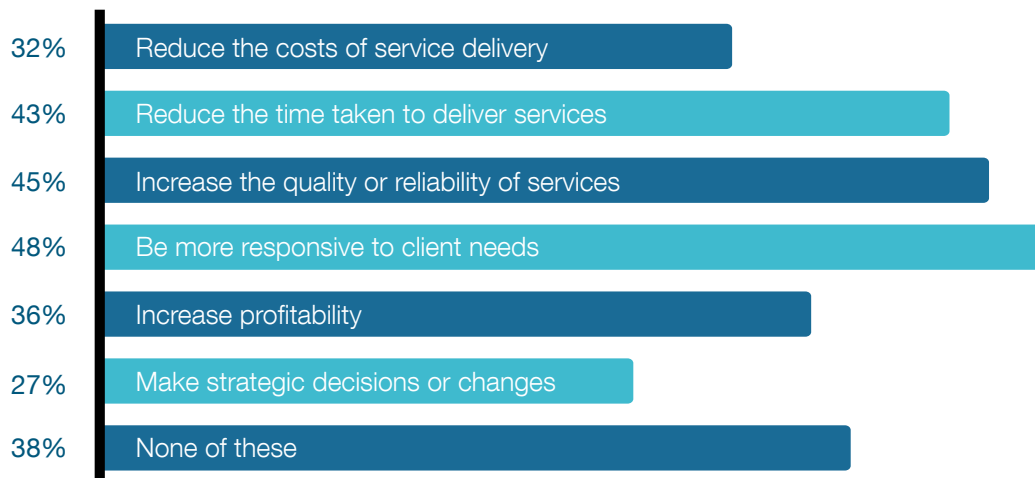 32% Reduce the costs of service delivery
43% Reduce the time taken to deliver services
45% Increase the quality or reliability of services
48% Be more responsive to client needs
36% Increase profitability
27% Make strategic decisions or changes
38% None of these